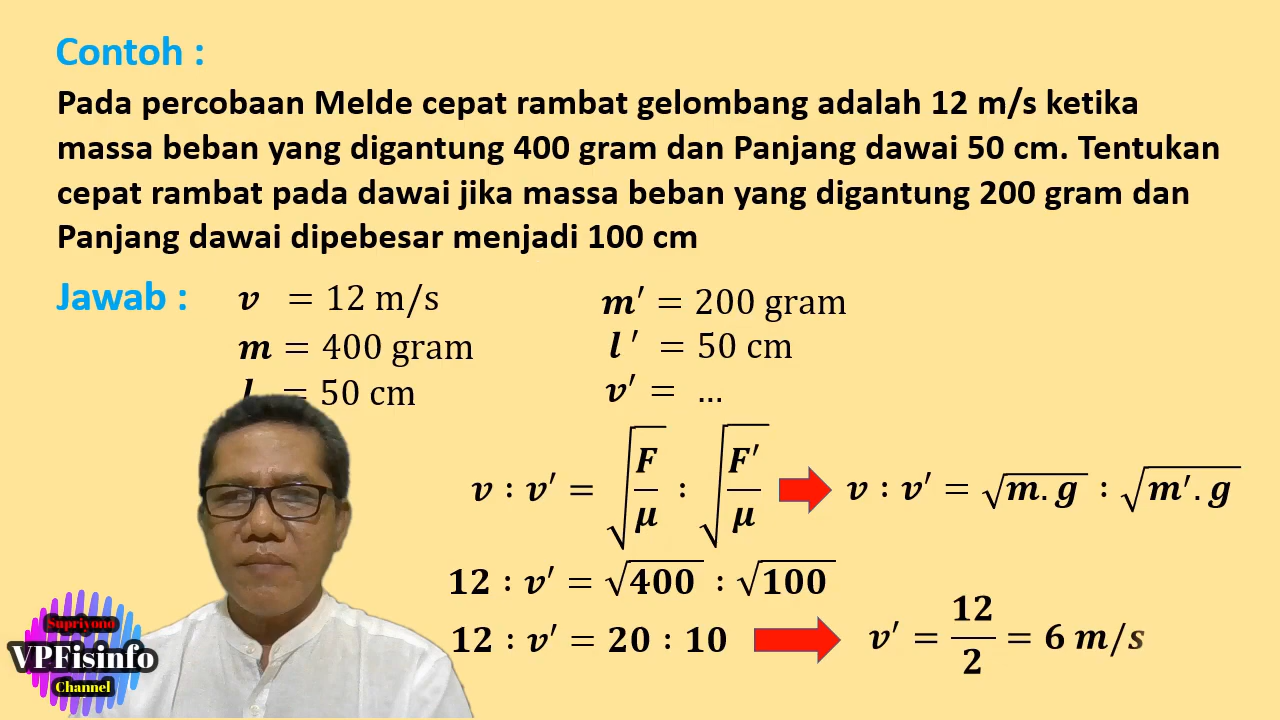 Contoh :
Pada percobaan Melde cepat rambat gelombang adalah 12 m/s ketika
massa beban yang digantung 400 gram dan Panjang dawai 50 cm. Tentukan
cepat rambat pada dawai jika massa beban yang digantung 200 gram dan
Panjang dawai dipebesar menjadi 100 cm
Jawab : v = 12 m/s m′ = 200 gram
m = 400 gram l ′ = 50 cm
l = 50 cm v′ = ...
v : v′ = √(F/μ) : √(F′/μ) v : v′ = √m.g : √m′.g
12 : v′ = √400 : √100
12 : v′ = 20 : 10 v′ = 12/2 = 6 m/s
Supriyono
VPFisinfo
Channel